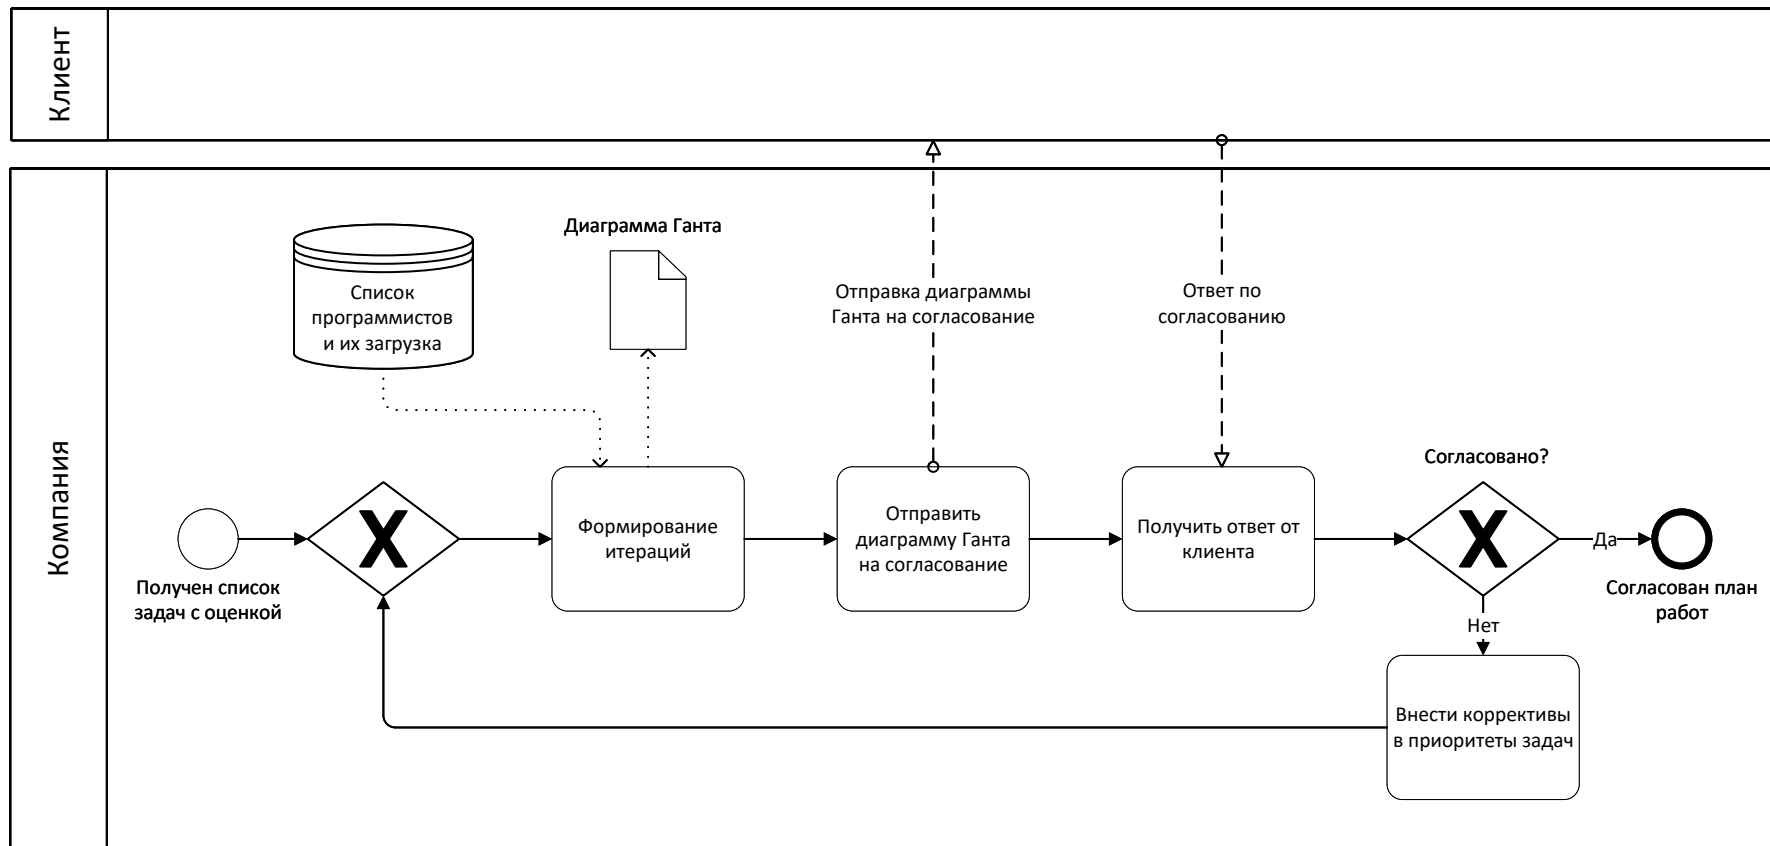 Клиент
Компания
Диаграмма Ганта
Список
программистов
и их загрузка
Отправка диаграммы
Ганта на согласование
Ответ по
согласованию
Согласовано?
Получен список
задач с оценкой
X
Формирование
итераций
Отправить
диаграмму Ганта
на согласование
Получить ответ от
клиента
X
Да
Согласован план
работ
Нет
Внести коррективы
в приоритеты задач